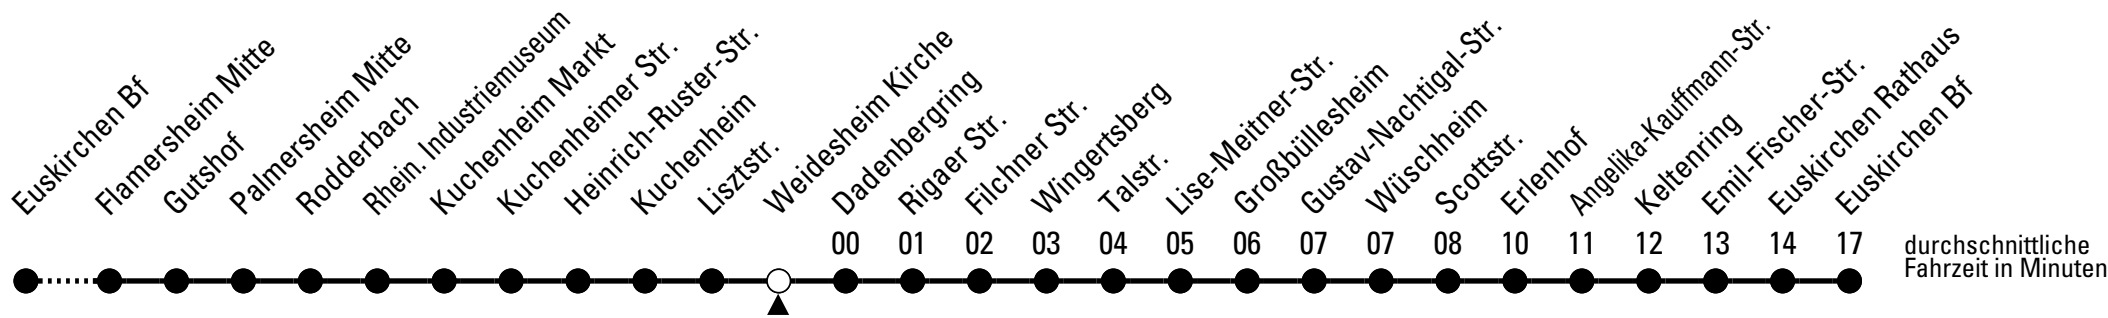 Euskirchen Bf
Flamersheim Mitte
Gutshof
Palmersheim Mitte
Rodderbach
Rhein. Industriemuseum
Kuchenheim Markt
Kuchenheimer Str.
Heinrich-Ruster-Str.
Kuchenheim
Lisztstr.
Weidesheim Kirche
Dadenbergring
Rigaer Str.
Filchner Str.
Wingertsberg
Talstr.
Lise-Meitner-Str.
Großbüllesheim
Gustav-Nachtigal-Str.
Wüschheim
Scottstr.
Erlenhof
Angelika-Kauffmann-Str.
Keltenring
Emil-Fischer-Str.
Euskirchen Rathaus
Euskirchen Bf
00 01 02 03 04 05 06 07 07 08 10 11 12 13 14 17
durchschnittliche
Fahrzeit in Minuten